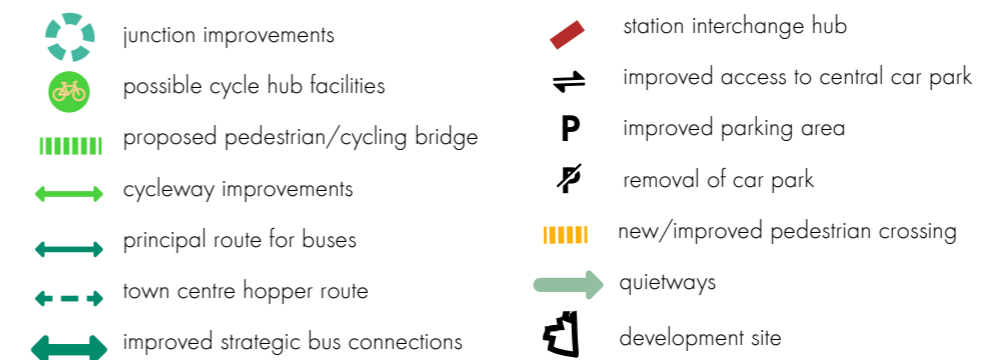 junction improvements
possible cycle hub facilities
proposed pedestrian/cycling bridge
cycleway improvements
principal route for buses
town centre hopper route
improved strategic bus connections
station interchange hub
improved access to central car park
P improved parking area
P removal of car park
new/improved pedestrian crossing
quietways
development site